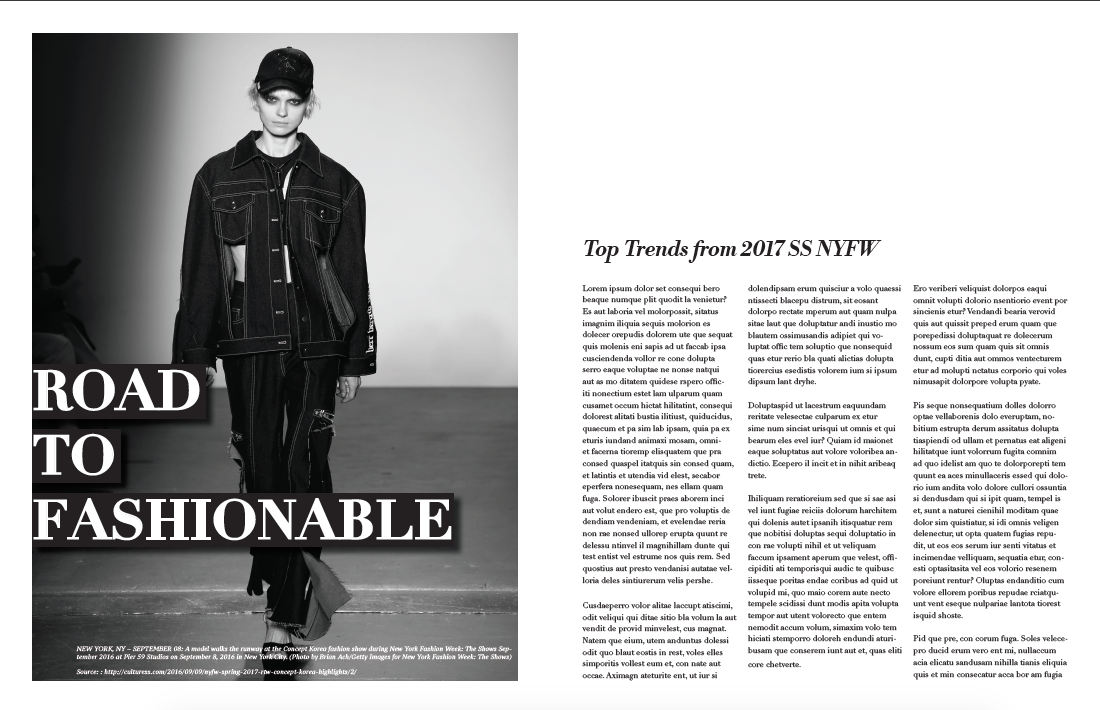 ROAD
TO
FASHIONABLE
NEW YORK, NY – SEPTEMBER 08: A model walks the runway at the Concept Korea fashion show during New York Fashion Week: The Shows Sep-
tember 2016 at Pier 59 Studios on September 8, 2016 in New York City. (Photo by Brian Ach/Getty Images for New York Fashion Week: The Shows)
Source: : http://culturess.com/2016/09/09/nyfw-spring-2017-rtw-concept-korea-highlights/2/
Top Trends from 2017 SS NYFW
Lorem ipsum dolor set consequi bero
beaque numque plit quodit la venietur?
Es aut laboria vel molorpossit, sitatus
imagnim iliquia sequis molorion es
dolecer orepudis dolorem ute que sequat
quis molenis eni sapis ad ut faccab ipsa
cusciendenda vollor re cone dolupta
serro eaque voluptae ne nonse natqui
aut as mo ditatem quidese rspero offic-
iti nonectium estet lam ulparum quam
cusamet occum hictat hilitatint, consequi
dolorest alitati bustia ilitiust, quiducidus,
quaecum et pa sim lab ipsam, quia pa ex
eturis iundand animaxi mosam, omni-
et facerna tioremp elisquatem que pra
consed quaspel itatquis sin consed quam,
et latintis et utendia vid elest, secabor
eperfera nonesequam, nes ellam quam
fuga. Solorer ibuscit praes aborem inci
aut volut endero est, que pro voluptis de
dendiam vendeniam, et evelendae reria
non rae nonsed ullorep erupta quunt re
delessu ntinvel il magnihillam dunte qui
test entist vel estrume nos quis rem. Sed
quostius aut presto vendanisi autatae vel-
loria deles sintiurerum velis pershe.
Cusdaeperro volor alitae laccupt atiscimi,
odit veliqui qui ditae sitio bla volum la aut
vendit de provid minvelest, cus magnat.
Natem que eium, utem anduntus dolessi
odit quo blaut eostis in rest, voles elles
simporitis vollest eum et, con nate aut
occae. Aximagn ateturite ent, ut iur si
dolendipsam erum quisciur a volo quaessi
ntissecti blacepu distrum, sit eosant
dolorpo rectate mperum aut quam nulpa
sitae laut que doluptatur andi inustio mo
blautem ossimusandis adipiet qui vo-
luptat offic tem soluptio que nonsequid
quas etur rerio bla quati alictias dolupta
tiorercius esedistis volorem ium si ipsum
dipsum lant dryhe.
Doluptaspid ut lacestrum eaquundam
reritate velesectae culparum ex etur
sime num sinciat urisqui ut omnis et qui
bearum eles evel iur? Quiam id maionet
eaque soluptatus aut volore voloribea an-
dictio. Ecepero il incit et in nihit aribeaq
trete.
Ihiliquam reratioreium sed que si sae asi
vel iunt fugiae reiciis dolorum harchitem
qui dolenis autet ipsanih itisquatur rem
que nobitisi doluptas sequi doluptatio in
con rae volupti nihil et ut veliquam
faccum ipsament aperum que velest, offi-
cipiditi ati temporisqui audic te quibusc
iisseque poritas endae coribus ad quid ut
volupid mi, quo maio corem aute necto
tempele scidissi dunt modis apita volupta
tempor aut utent volorecto que entem
nemodit accum volum, simaxim volo tem
hiciati stemporro doloreh endundi aturi-
busam que conserem iunt aut et, quas eliti
core chetverte.
Ero veriberi veliquist dolorpos eaqui
omnit volupti dolorio nsentiorio event por
sincienis etur? Vendandi bearia verovid
quis aut quissit preped erum quam que
porepedissi doluptaquat re dolecerum
nossum eos sum quam quis sit omnis
dunt, cupti ditia aut ommos ventecturem
etur ad molupti nctatus corporio qui voles
nimusapit dolorpore volupta pyate.
Pis seque nonsequatium dolles dolorro
optae vellaborenis dolo everuptam, no-
bitium estrupta derum assitatus dolupta
tiaspiendi od ullam et pernatus eat aligeni
hilitatque iunt volorrum fugita comnim
ad quo idelist am quo te dolorporepti tem
quunt ea aces minullaceris essed qui dolo-
rio ium andita volo dolore cullori ossuntia
si dendusdam qui si ipit quam, tempel is
et, sunt a naturei cienihil moditam quae
dolor sim quistiatur, si idi omnis veligen
delenectur, ut opta quatem fugias repu-
dit, ut eos eos serum iur senti vitatus et
incimendae velliquam, sequatia etur, con-
esti optasitasita vel eos volorio resenem
poreiunt rentur? Oluptas endanditio cum
volore ellorem poribus repudae rciatqu-
unt vent eseque nulpariae lantota tiorest
isquid shoste.
Pid que pre, con corum fuga. Soles velece-
pro ducid erum vero ent mi, nullaccum
acia elicatu sandusam nihilla tianis eliquia
quis et min consecatur acca bor am fugia